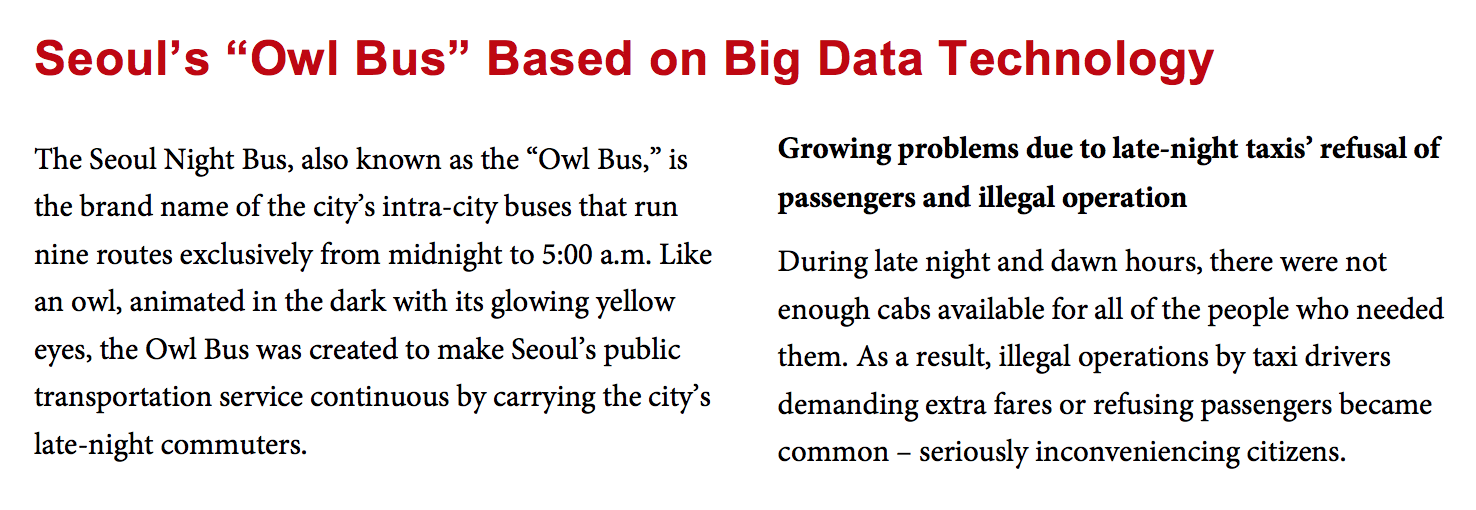 Seoul’s “Owl Bus” Based on Big Data Technology
The Seoul Night Bus, also known as the “Owl Bus,” is
the brand name of the city’s intra-city buses that run
nine routes exclusively from midnight to 5:00 a.m. Like
an owl, animated in the dark with its glowing yellow
eyes, the Owl Bus was created to make Seoul’s public
transportation service continuous by carrying the city’s
late-night commuters.
Growing problems due to late-night taxis’ refusal of
passengers and illegal operation
During late night and dawn hours, there were not
enough cabs available for all of the people who needed
them. As a result, illegal operations by taxi drivers
demanding extra fares or refusing passengers became
common – seriously inconveniencing citizens.